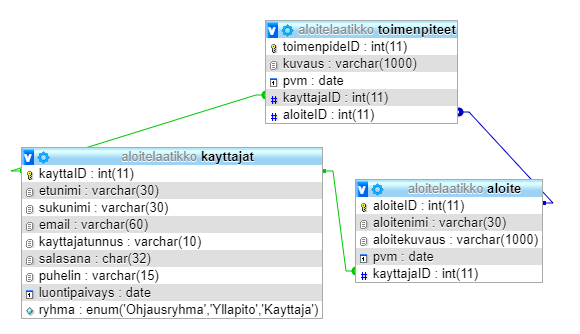 aloitelaatikko toimenpiteet
toimenpideID : int(11)
kuvaus : varchar(1000)
pvm : date
kayttajaID : int(11)
aloiteID : int(11)
aloitelaatikko kayttajat
kayttaID : int(11)
etunimi : varchar(30)
sukunimi : varchar(30)
email : varchar(60)
kayttajatunnus : varchar(10)
salasana : char(32)
puhelin : varchar(15)
luontipaivays : date
ryhma : enum('Ohjausryhma','Yllapito','Kayttaja')
aloitelaatikko aloite
aloiteID : int(11)
aloitenimi : varchar(30)
aloitekuvaus : varchar(1000)
pvm : date
kayttajaID : int(11)